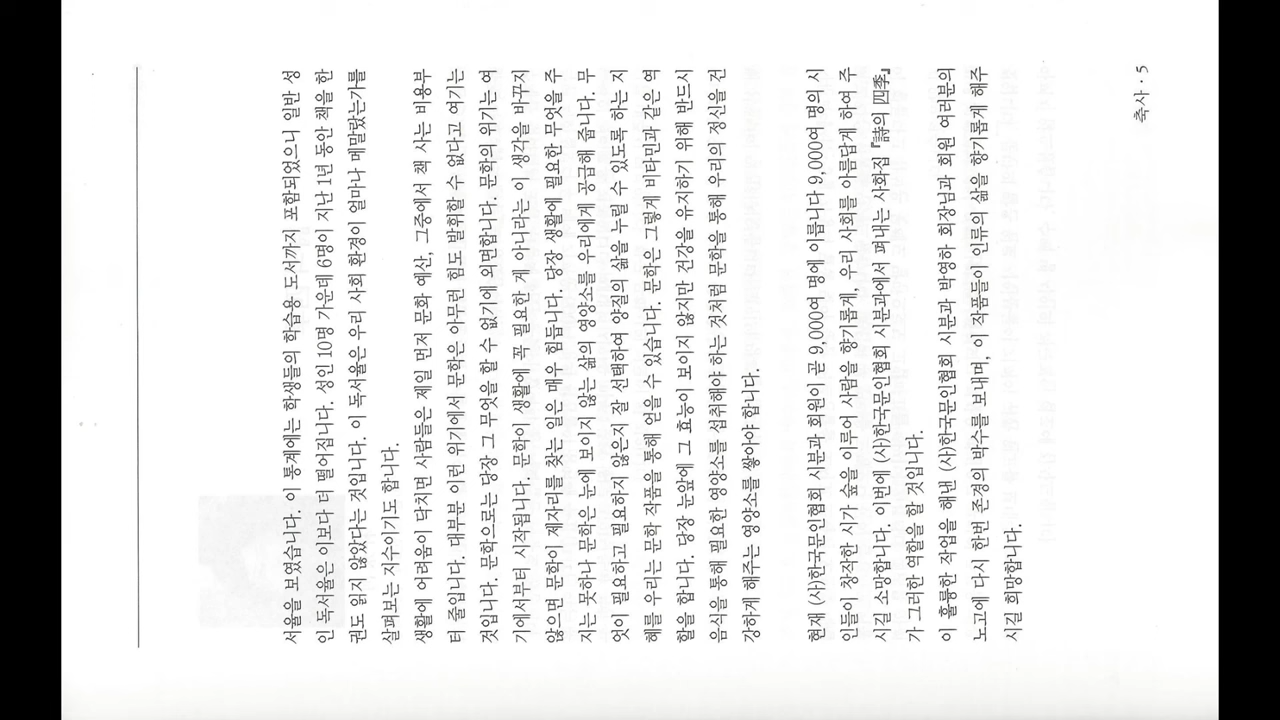 축사 · 5
서율을 보였습니다. 이 통계에는 학생들의 학습용 도서까지 포함되었으니 일반 성
인 독서율은 이보다 더 떨어집니다. 성인 10명 가운데 6명이 지난 1년 동안 책을 한
권도 읽지 않았다는 것입니다. 이 독서율은 우리 사회 환경이 얼마나 메말랐는가를
살펴보는 지수이기도 합니다.
생활에 어려움이 닥치면 사람들은 제일 먼저 문화 예산, 그중에서 책 사는 비용부
터 줄입니다. 대부분 이런 위기에서 문학은 아무런 힘도 발휘할 수 없다고 여기는
것입니다. 문학으로는 당장 그 무엇을 할 수 없기에 외면합니다. 문학의 위기는 여
기에서부터 시작됩니다. 문학이 생활에 꼭 필요한 게 아니라는 이 생각을 바꾸지
않으면 문학이 제자리를 찾는 일은 매우 힘듭니다. 당장 생활에 필요한 무엇을 주
지는 못하나 문학은 눈에 보이지 않는 삶의 영양소를 우리에게 공급해 줍니다. 무
엇이 필요하고 필요하지 않은지 잘 선택하여 양질의 삶을 누릴 수 있도록 하는 지
혜를 우리는 문학 작품을 통해 얻을 수 있습니다. 문학은 그렇게 비타민과 같은 역
할을 합니다. 당장 눈앞에 그 효능이 보이지 않지만 건강을 유지하기 위해 반드시
음식을 통해 필요한 영양소를 섭취해야 하는 것처럼 문학을 통해 우리의 정신을 건
강하게 해주는 영양소를 쌓아야 합니다.
현재 (사)한국문인협회 시분과 회원이 곧 9,000여 명에 이릅니다 9,000여 명의 시
인들이 창작한 시가 숲을 이루어 사람을 향기롭게, 우리 사회를 아름답게 하여 주
시길 소망합니다. 이번에 (사)한국문인협회 시분과에서 펴내는 사화집 『詩의 四季』
가 그러한 역할을 할 것입니다.
이 훌륭한 작업을 해낸 (사)한국문인협회 시분과 박영하 회장님과 회원 여러분의
노고에 다시 한번 존경의 박수를 보내며, 이 작품들이 인류의 삶을 향기롭게 해주
시길 희망합니다.